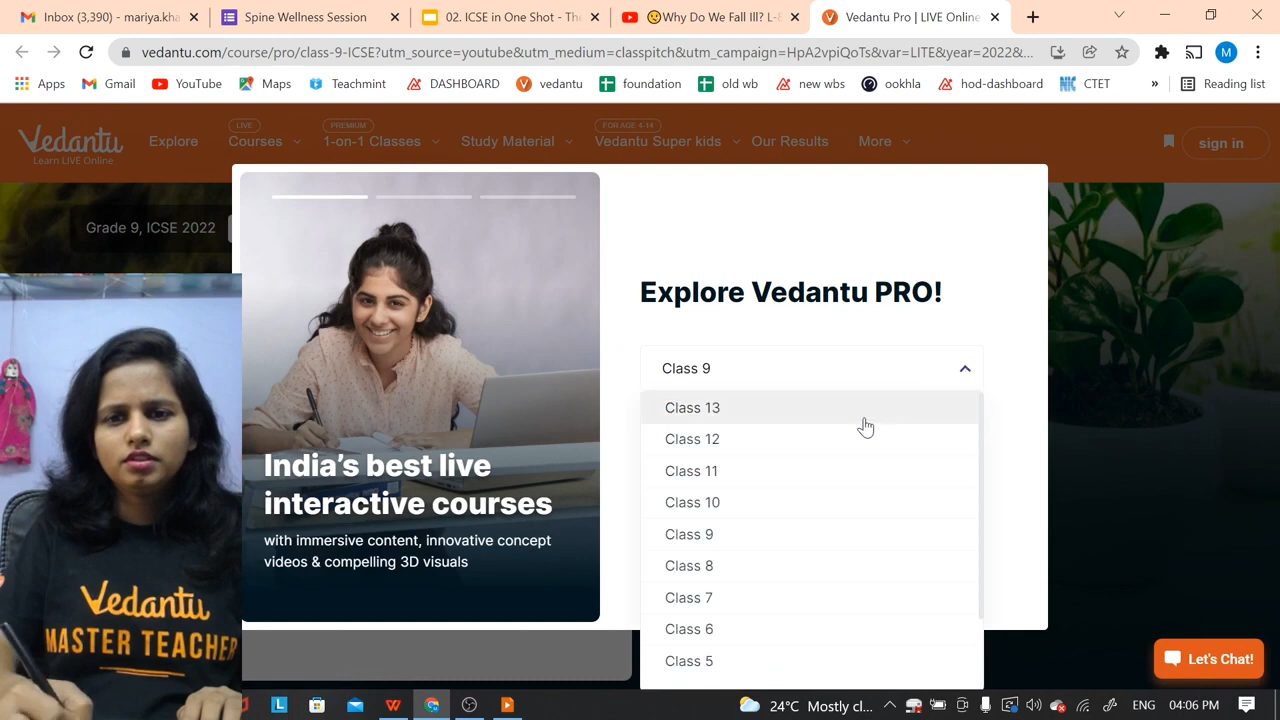 Inbox (3,390) - mariya.kha
Spine Wellness Session
02. ICSE in One Shot - Th
Why Do We Fall Ill? L-
Vedantu Pro | LIVE Online
vedantu.com/course/pro/class-9-ICSE?utm_source=youtube&utm_medium=classpitch&utm_campaign=HpA2vpiQoTs&var=LITE&year=2022&...
M
Apps
Gmail
YouTube
Maps
Teachmint
DASHBOARD
vedantu
foundation
old wb
new wbs
ookhla
hod-dashboard
CTET
»
Reading list
Vedantu
Learn LIVE Online
Explore
LIVE
Courses
PREMIUM
1-on-1 Classes
Study Material
FOR AGE 4-14
Vedantu Super kids
Our Results
More
sign in
Grade 9, ICSE 2022
India's best live
interactive courses
with immersive content, innovative concept
videos & compelling 3D visuals
Explore Vedantu PRO!
Class 9
Class 13
Class 12
Class 11
Class 10
Class 9
Class 8
Class 7
Class 6
Class 5
Vedantu
MASTER TEACHER
Let's Chat!
L
24°C Mostly cl...
ENG
04:06 PM